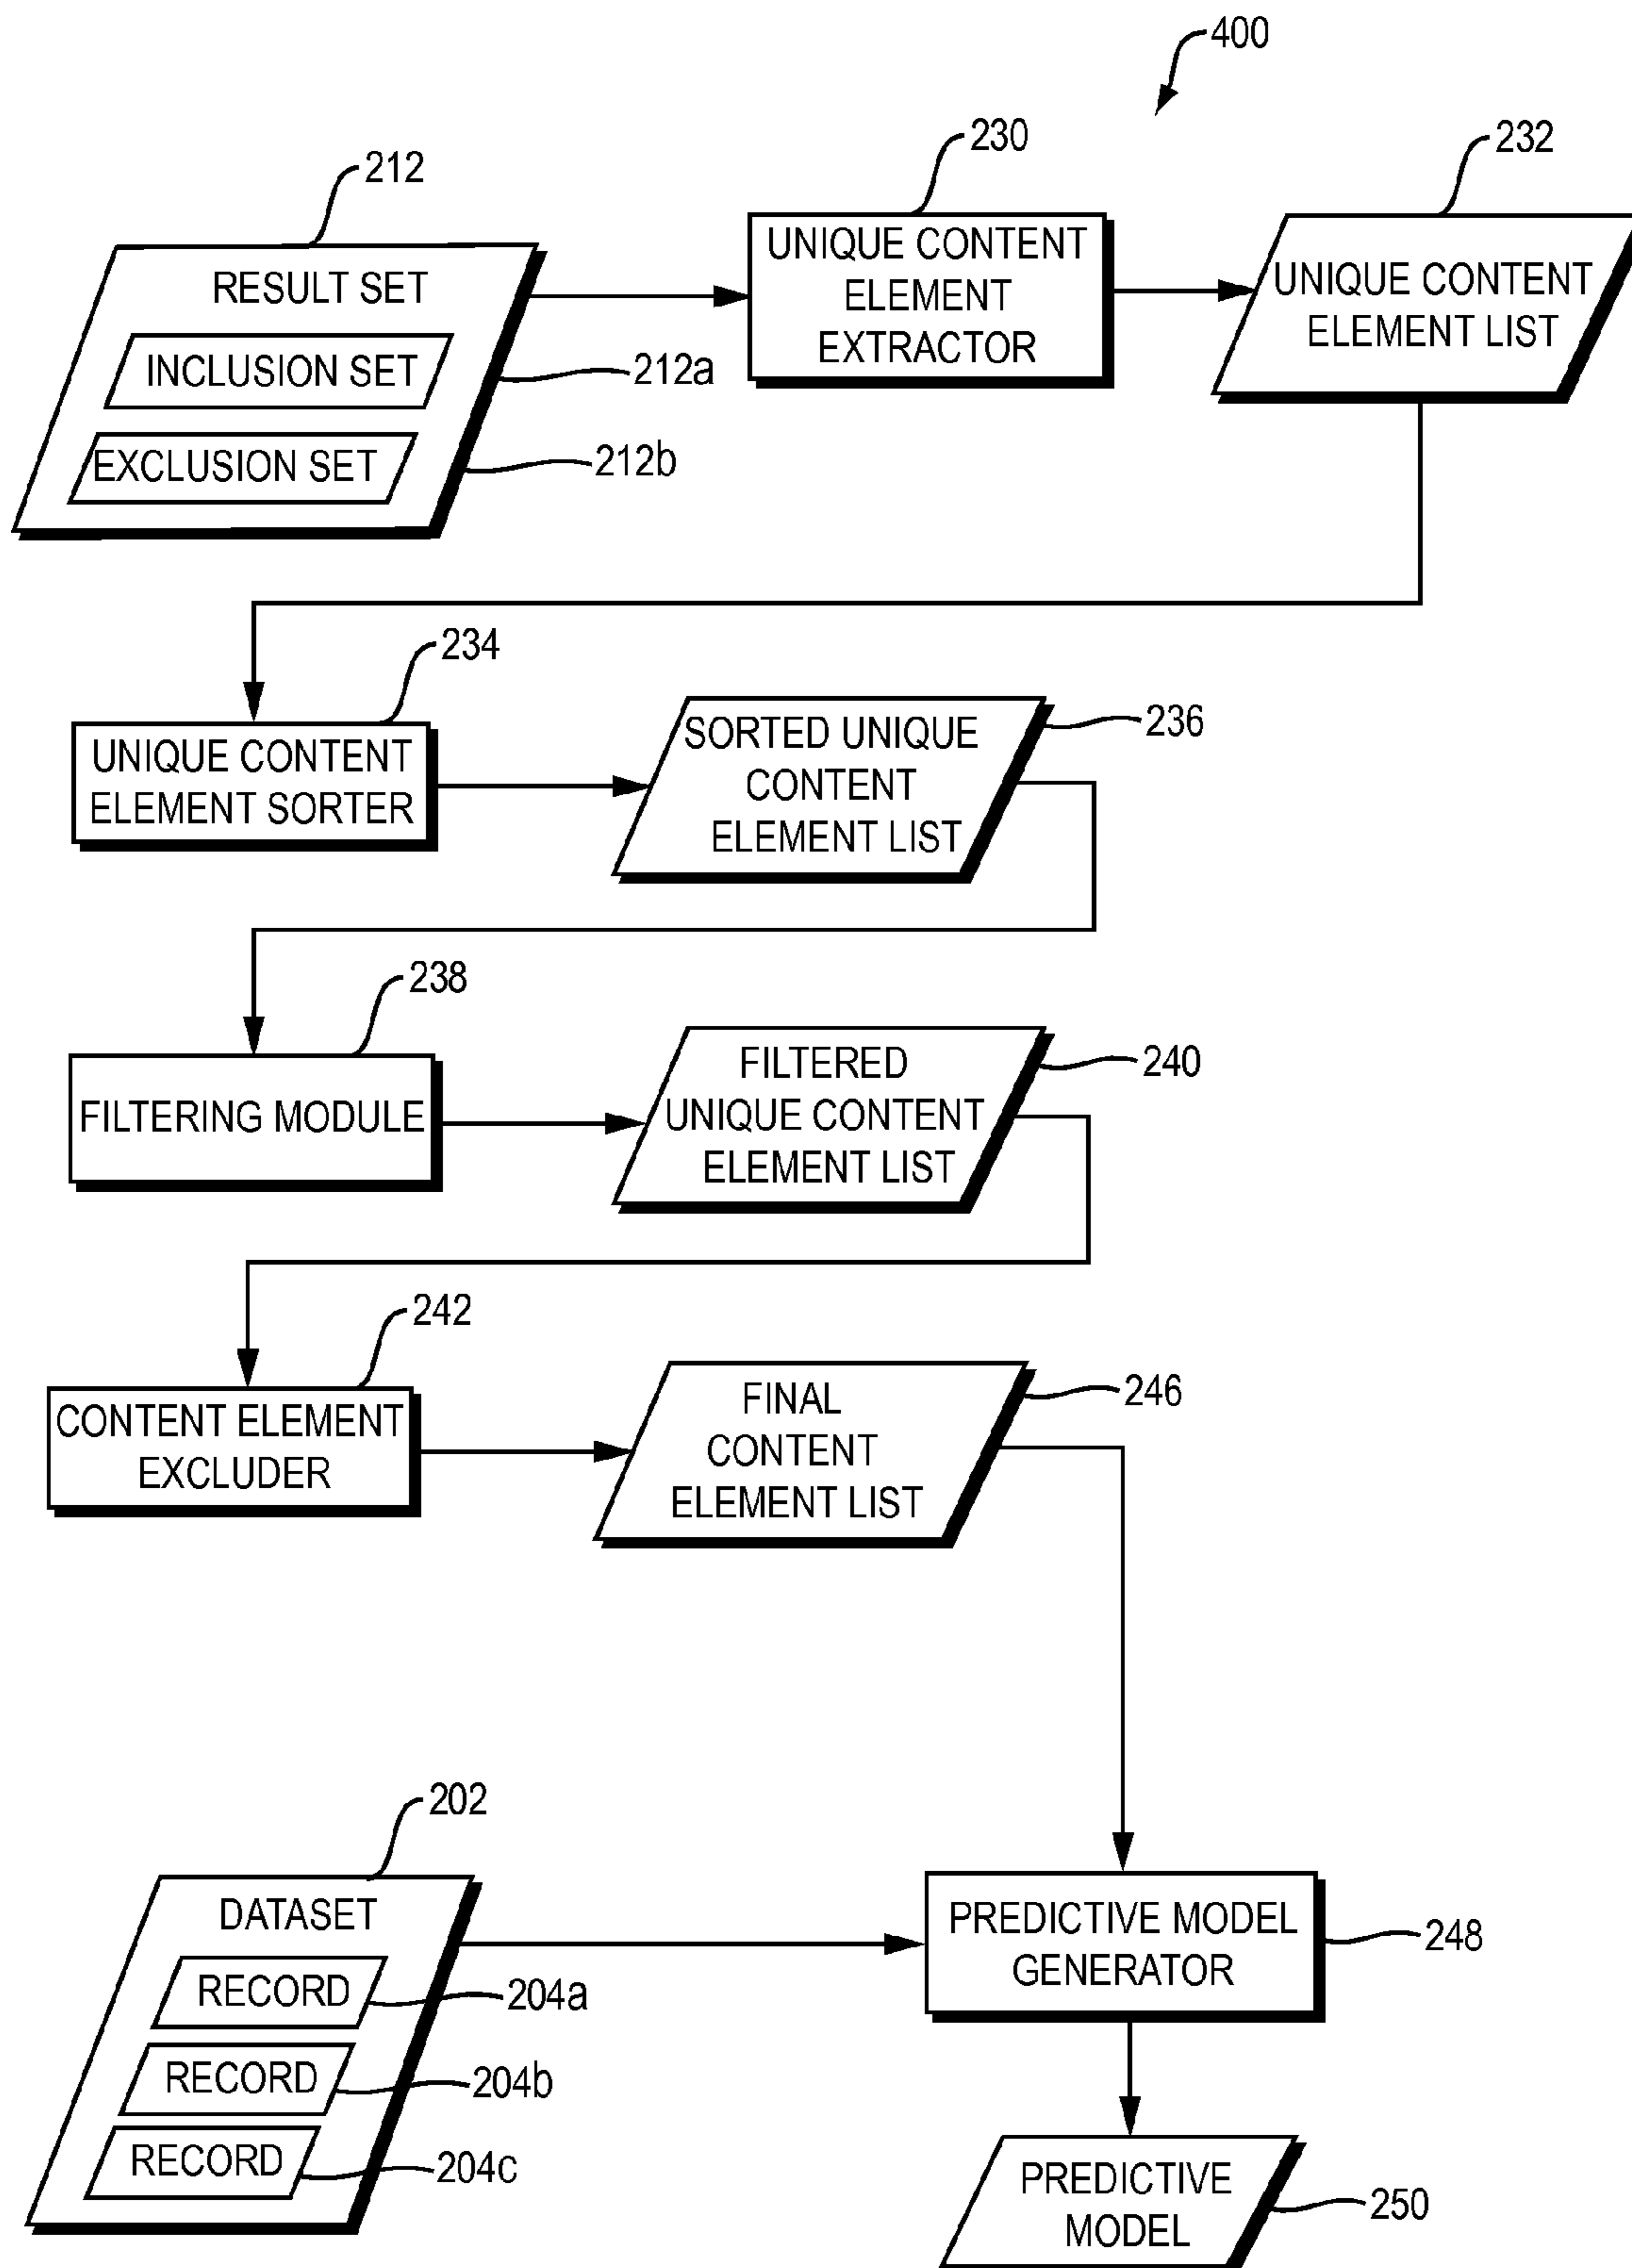 400
230
232
212
RESULT SET
INCLUSION SET
EXCLUSION SET
212a
212b
UNIQUE CONTENT
ELEMENT
EXTRACTOR
UNIQUE CONTENT
ELEMENT LIST
234
UNIQUE CONTENT
ELEMENT SORTER
SORTED UNIQUE
CONTENT
ELEMENT LIST
236
238
FILTERING MODULE
FILTERED
UNIQUE CONTENT
ELEMENT LIST
240
242
CONTENT ELEMENT
EXCLUDER
FINAL
CONTENT
ELEMENT LIST
246
202
DATASET
RECORD
204a
RECORD
204b
RECORD
204c
PREDICTIVE MODEL
GENERATOR
248
PREDICTIVE
MODEL
250